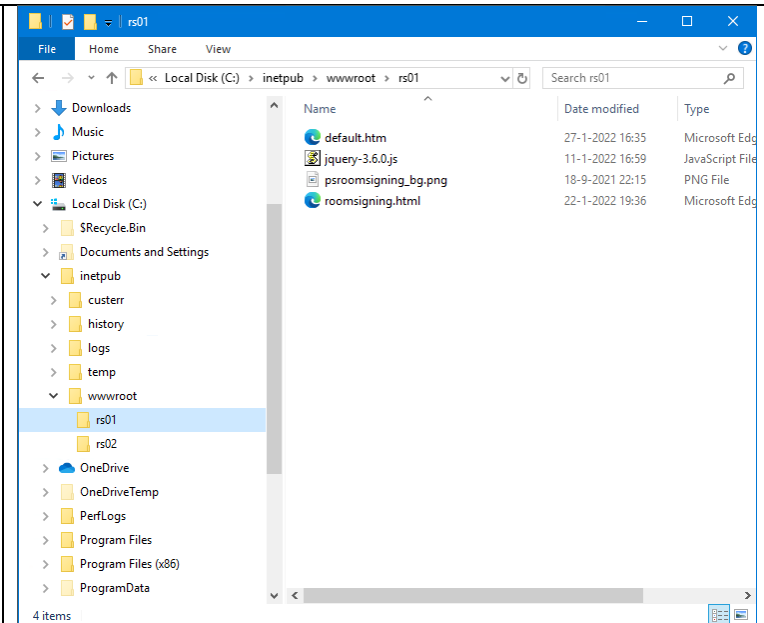 rs01
File Home Share View
« Local Disk (C:) > inetpub > wwwroot > rs01 Search rs01
Downloads
Music
Pictures
Videos
Local Disk (C:)
$Recycle.Bin
Documents and Settings
inetpub
custerr
history
logs
temp
wwwroot
rs01
rs02
OneDrive
OneDriveTemp
PerfLogs
Program Files
Program Files (x86)
ProgramData
Name Date modified Type
default.htm 27-1-2022 16:35 Microsoft Edg
jquery-3.6.0.js 11-1-2022 16:59 JavaScript File
psroomsigning_bg.png 18-9-2021 22:15 PNG File
roomsigning.html 22-1-2022 19:36 Microsoft Edg
4 items